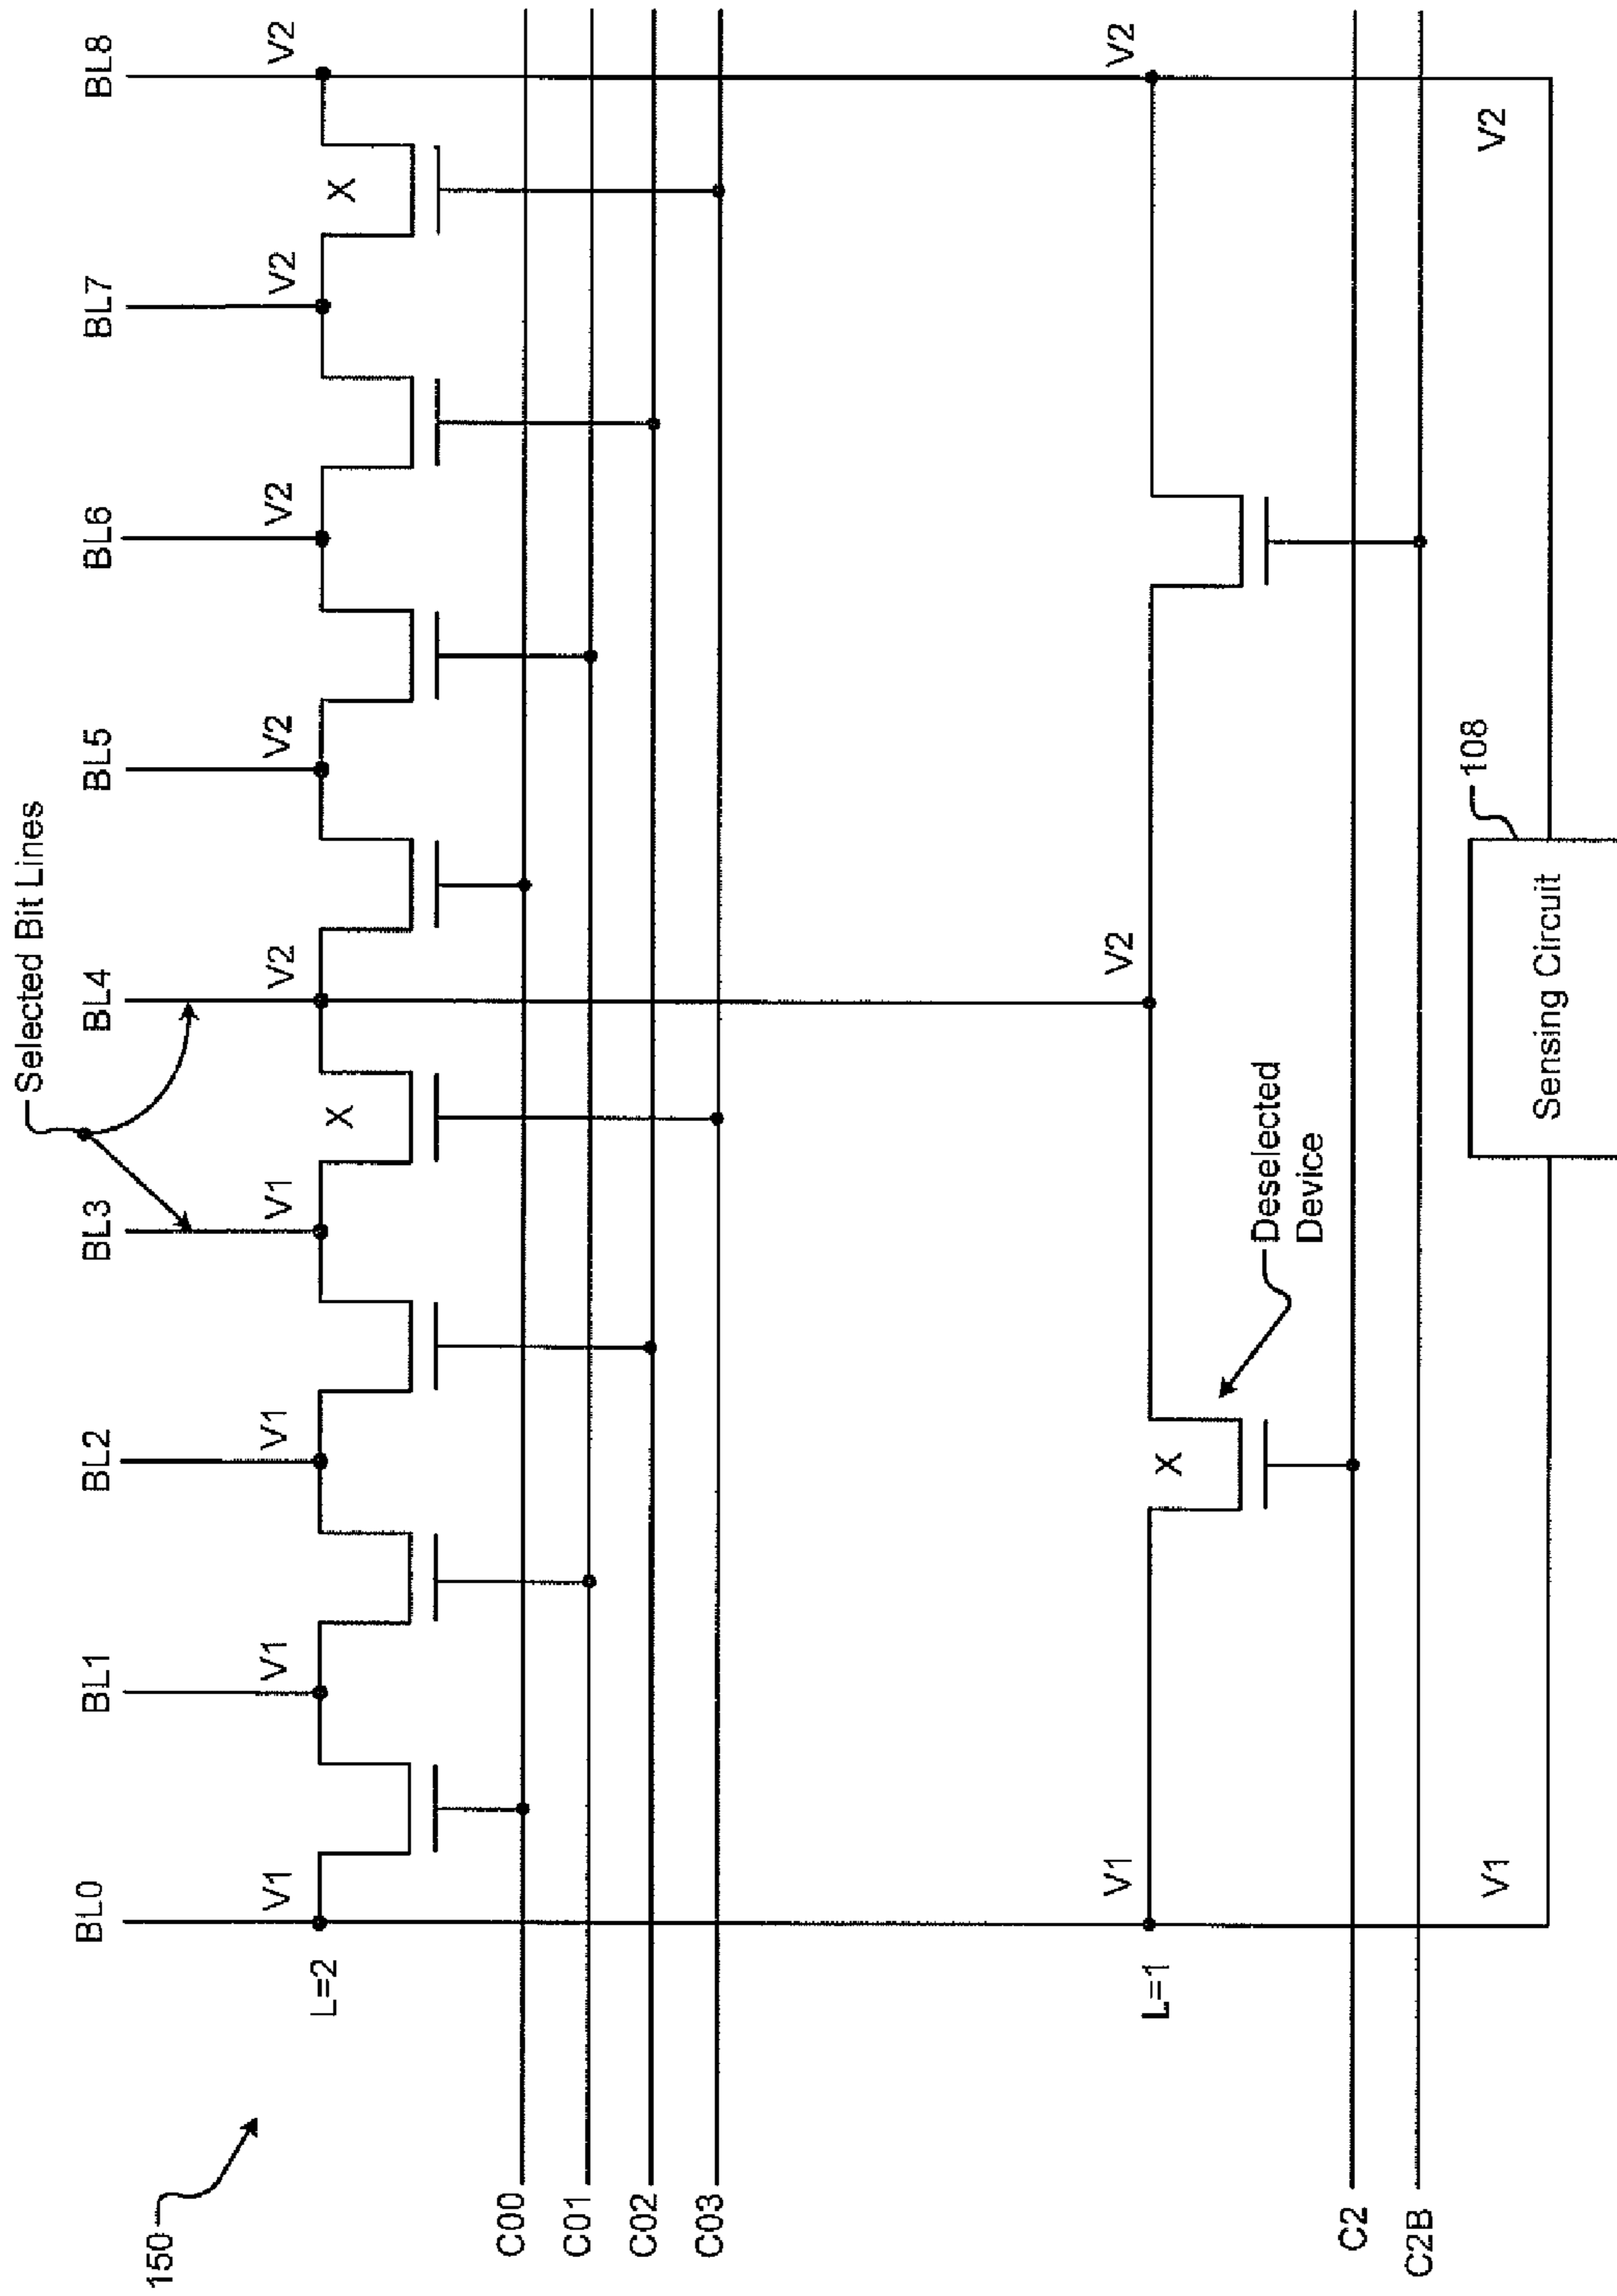 150
Selected Bit Lines
BL0 BL1 BL2 BL3 BL4 BL5 BL6 BL7 BL8
V1 V1 V1 V1 V2 V2 V2 V2 V2
L=2
X X
C00
C01
C02
C03
V1 V2 V2
L=1
X
Deselected
Device
C2
C2B
V1 V2
108
Sensing Circuit